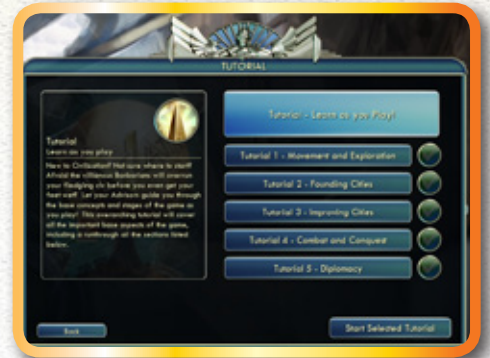 TUTORIAL
Tutorial
Learn as you play
New to Civilization? Not sure where to start?
Afraid the villainous Barbarians will overrun
your fledgling civ before you even get your
feet wet? Let your Advisors guide you through
the base concepts and stages of the game as
you play! This overarching tutorial will cover
all the important base aspects of the game,
including a runthrough all the sections listed
below.
Tutorial - Learn as you Play!
Tutorial 1 - Movement and Exploration
Tutorial 2 - Founding Cities
Tutorial 3 - Improving Cities
Tutorial 4 - Combat and Conquest
Tutorial 5 - Diplomacy
Back
Start Selected Tutorial